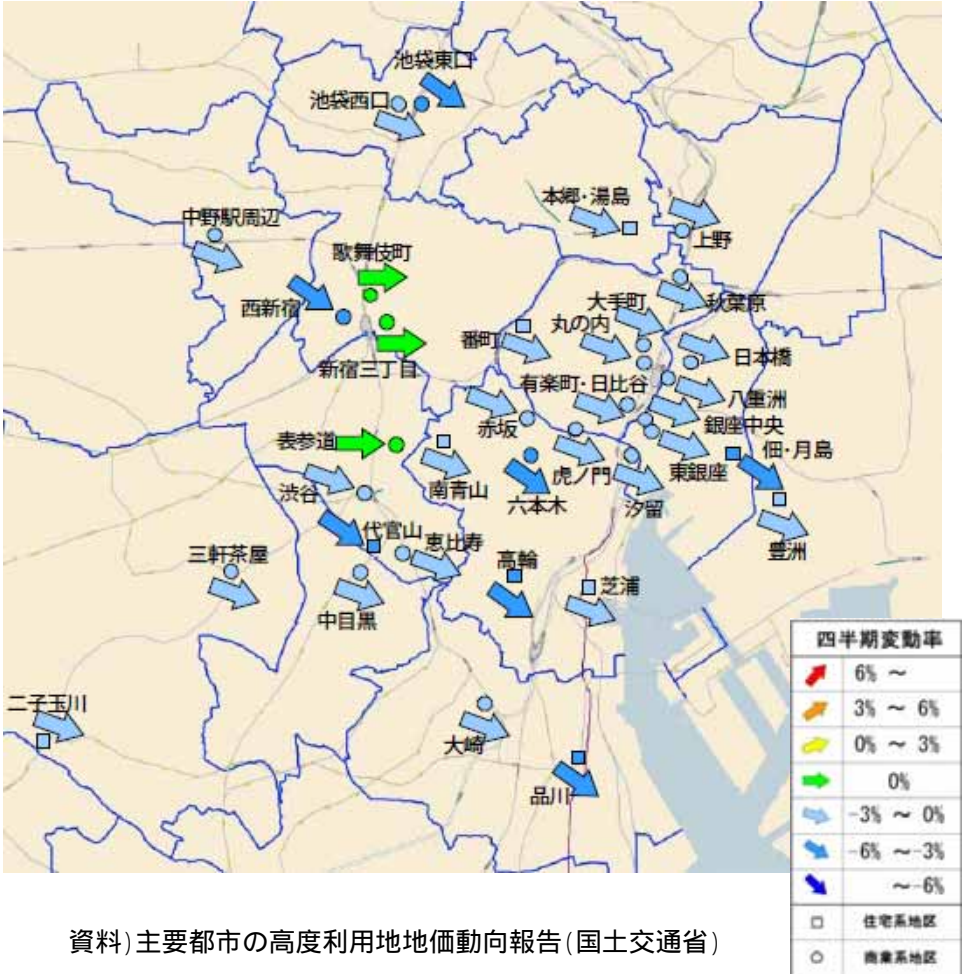 池袋東口
池袋西口
本郷・湯島
中野駅周辺
上野
歌舞伎町
西新宿
大手町
秋葉原
丸の内
番町
新宿三丁目
日本橋
有楽町・日比谷
八重洲
赤坂
銀座中央
表参道
佃・月島
東銀座
虎ノ門
渋谷
南青山
六本木
汐留
代官山
恵比寿
豊洲
三軒茶屋
高輪
芝浦
中目黒
二子玉川
大崎
品川
四半期変動率
6% ～
3% ～ 6%
0% ～ 3%
0%
-3% ～ 0%
-6% ～-3%
～-6%
住宅系地区
商業系地区
資料)主要都市の高度利用地地価動向報告(国土交通省)